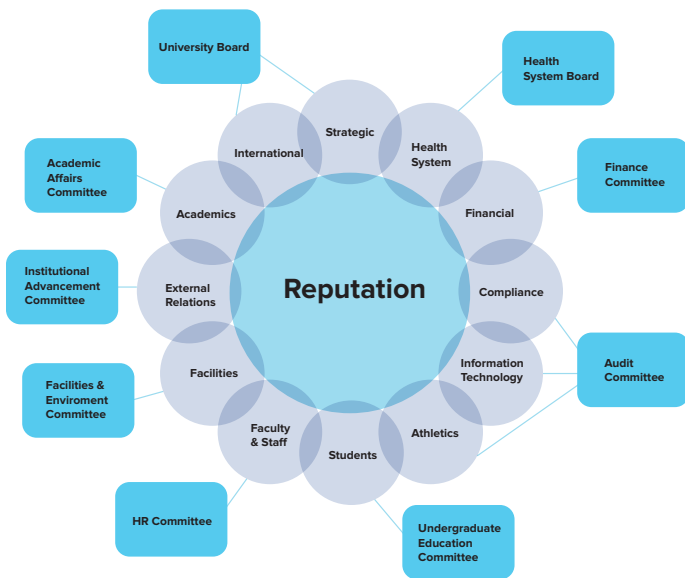 University Board
Health
System Board
Strategic
International
Health
System
Academic
Affairs
Committee
Finance
Committee
Academics
Financial
Institutional
Advancement
Committee
External
Relations
Reputation
Compliance
Facilities &
Enviroment
Committee
Facilities
Information
Technology
Audit
Committee
Faculty
& Staff
Students
Athletics
HR Committee
Undergraduate
Education
Committee